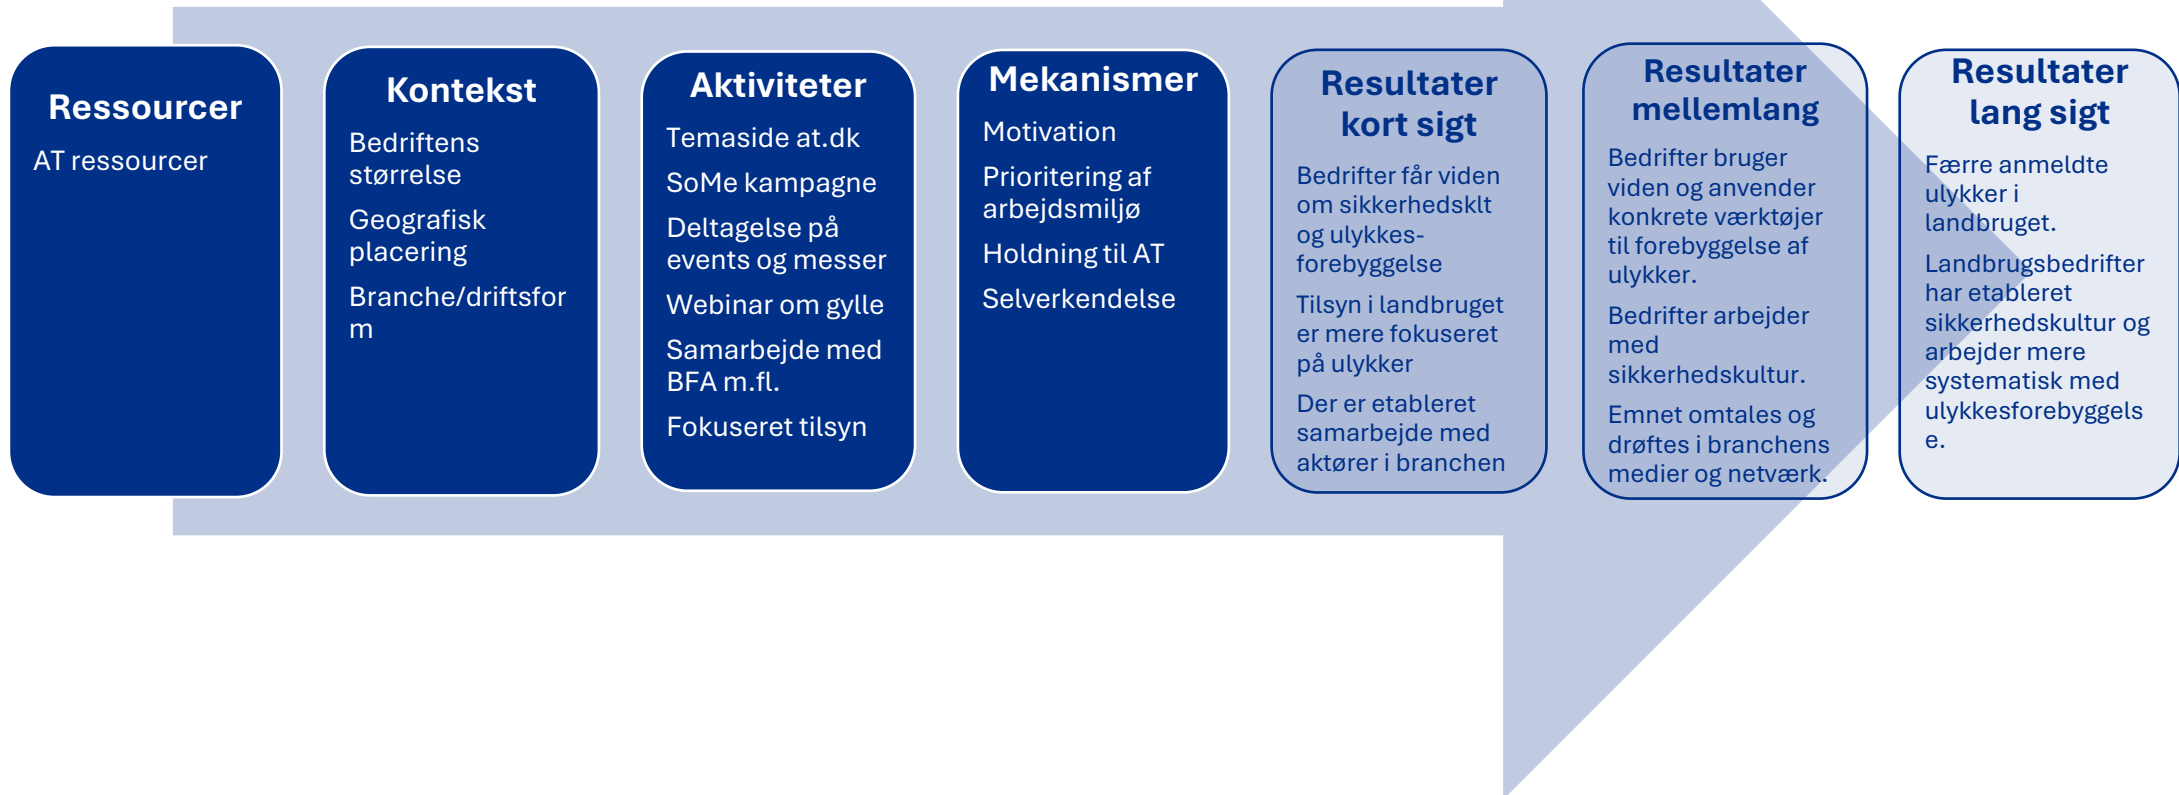 Ressourcer
AT ressourcer
Kontekst
Bedriftens
størrelse
Geografisk
placering
Branche/driftsfor
m
Aktiviteter
Temaside at.dk
SoMe kampagne
Deltagelse på
events og messer
Webinar om gylle
Samarbejde med
BFA m.fl.
Fokuseret tilsyn
Mekanismer
Motivation
Prioritering af
arbejdsmiljø
Holdning til AT
Selverkendelse
Resultater
kort sigt
Bedrifter får viden
om sikkerhedsklt
og ulykkes-
forebyggelse
Tilsyn i landbruget
er mere fokuseret
på ulykker
Der er etableret
samarbejde med
aktører i branchen
Resultater
mellemlang
Bedrifter bruger
viden og anvender
konkrete værktøjer
til forebyggelse af
ulykker.
Bedrifter arbejder
med
sikkerhedskultur.
Emnet omtales og
drøftes i branchens
medier og netværk.
Resultater
lang sigt
Færre anmeldte
ulykker i
landbruget.
Landbrugsbedrifter
har etableret
sikkerhedskultur og
arbejder mere
systematisk med
ulykkesforebyggels
e.